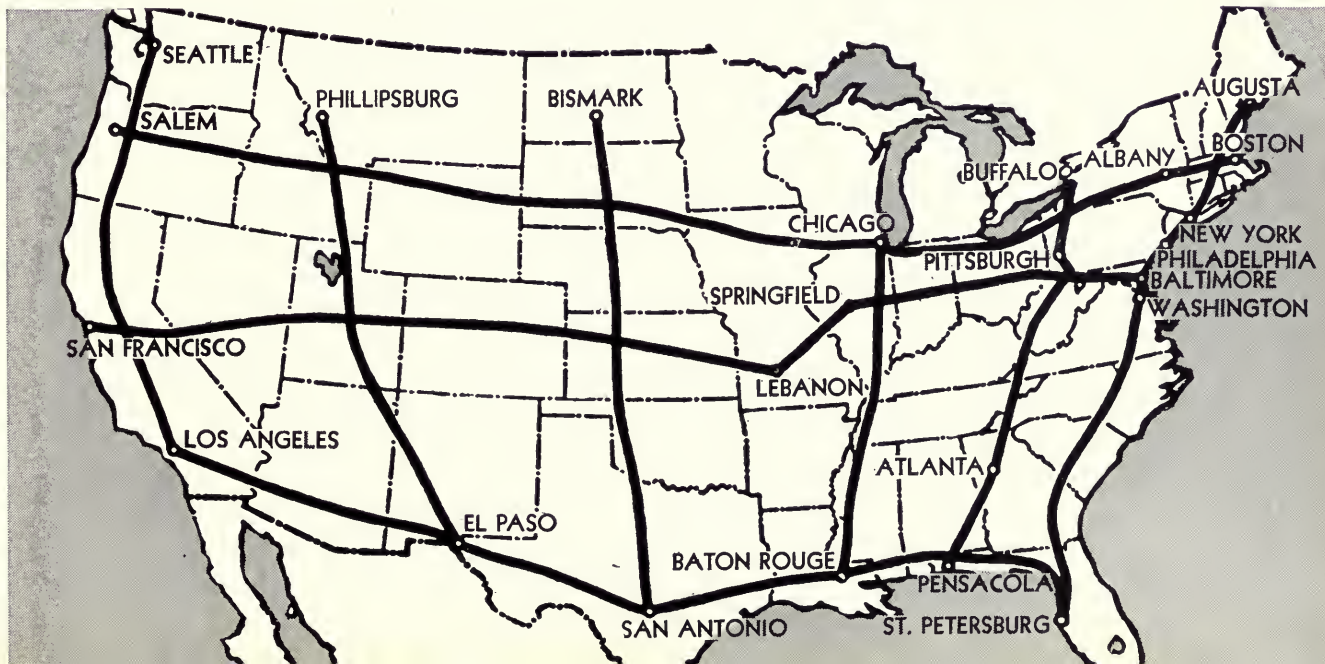 SEATTLE
PHILLIPSBURG
BISMARK
AUGUSTA
SALEM
BOSTON
BUFFALO
ALBANY
CHICAGO
NEW YORK
PITTSBURGH
PHILADELPHIA
BALTIMORE
SPRINGFIELD
WASHINGTON
SAN FRANCISCO
LEBANON
LOS ANGELES
ATLANTA
EL PASO
BATON ROUGE
PENSACOLA
SAN ANTONIO
ST. PETERSBURG